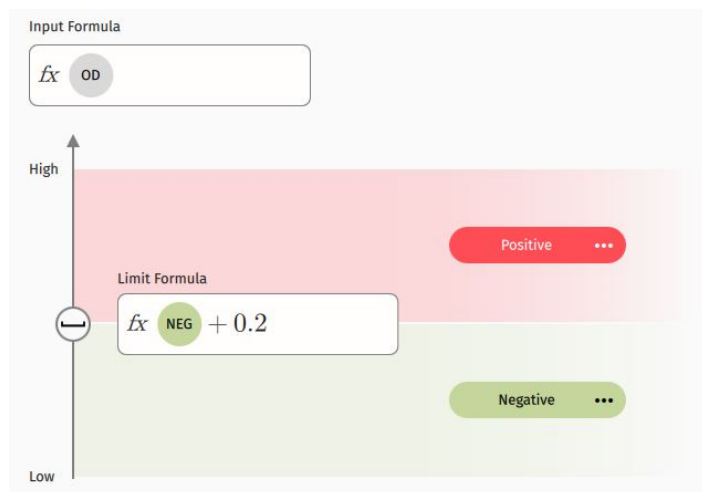 Input Formula
fx OD
High
Positive •••
Limit Formula
fx NEG + 0.2
Negative •••
Low